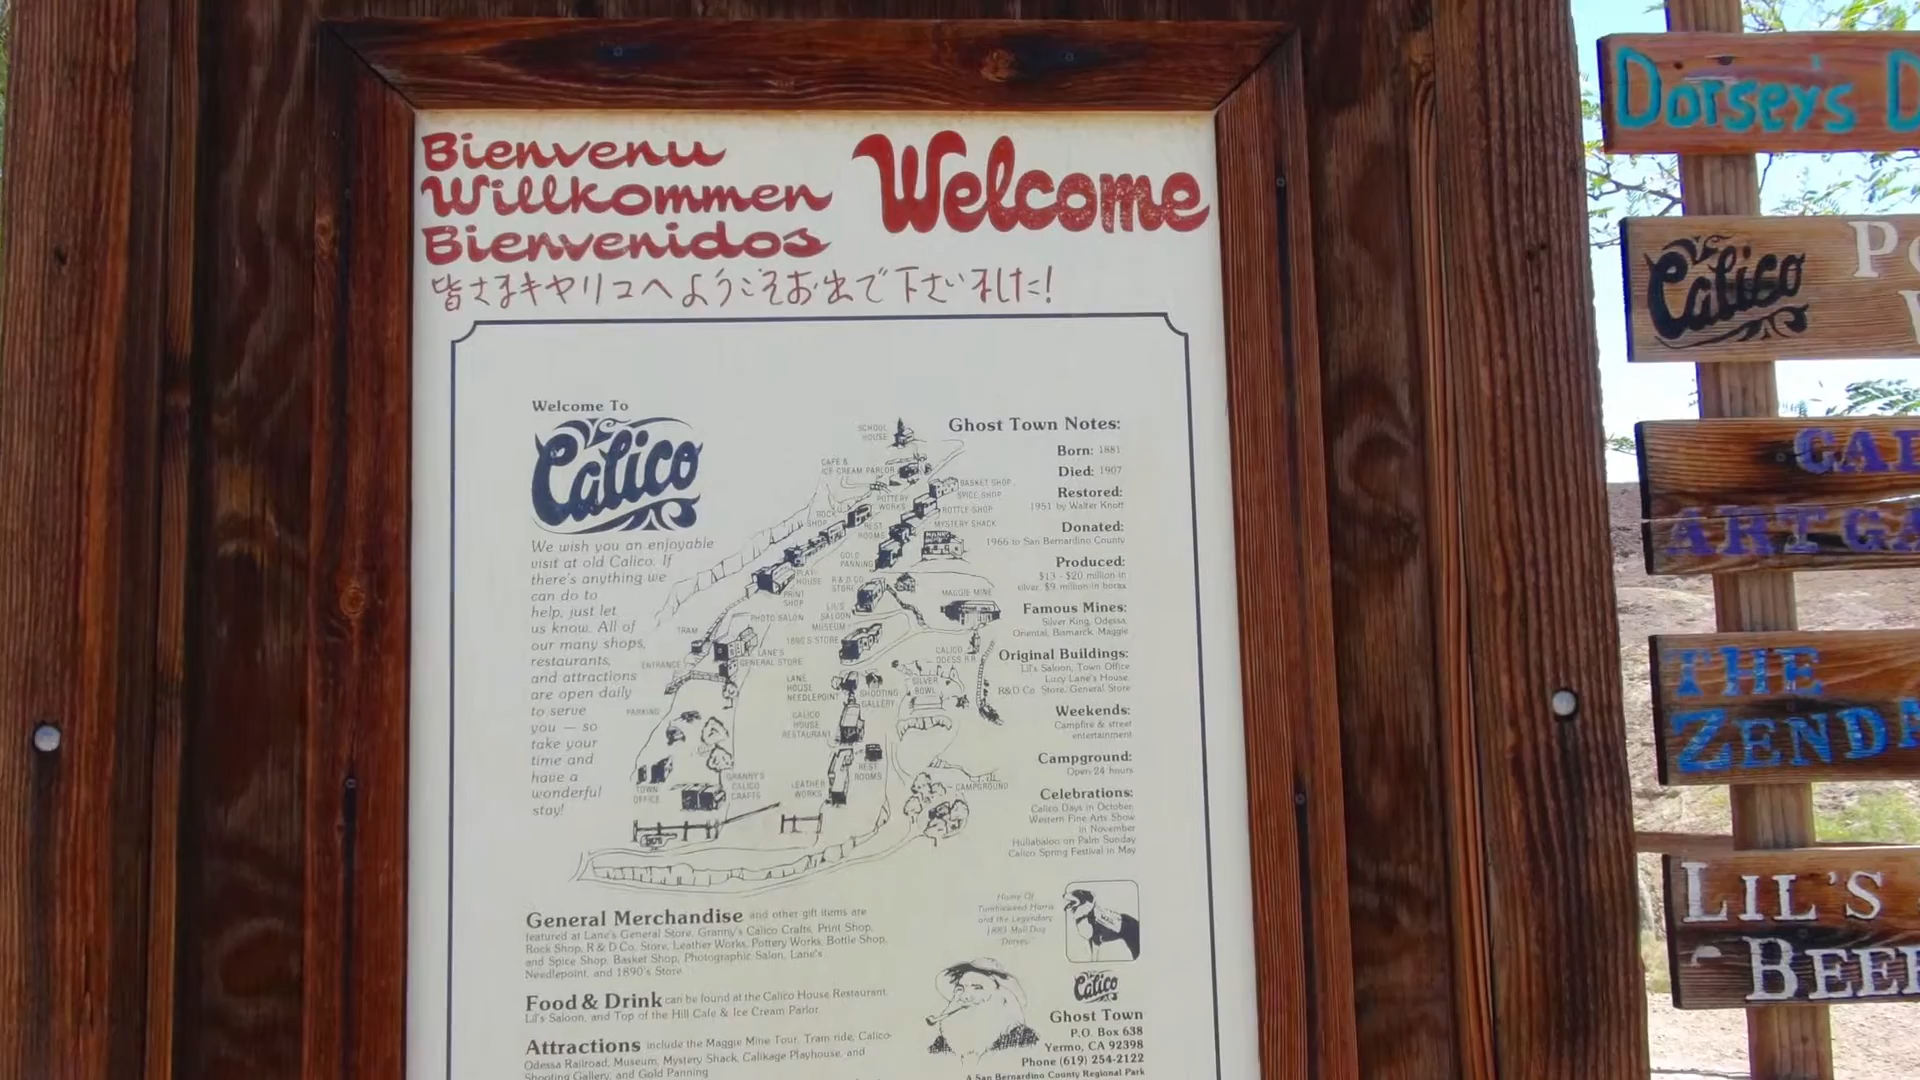 Bienvenu
Willkommen
Bienvenidos
Welcome
皆さまキャリコへようこそお出で下さいました!
Welcome To
Calico
We wish you an enjoyable
visit at old Calico. If
there's anything we
can do to
help, just let
us know. All of
our many shops,
restaurants,
and attractions
are open daily
to serve
you — so
take your
time and
have a
wonderful
stay!
SCHOOL
HOUSE
CAFE &
ICE CREAM PARLOR
BASKET SHOP
SPICE SHOP
POTTERY
WORKS
BOTTLE SHOP
ROCK
SHOP
REST
ROOMS
MYSTERY SHACK
GOLD
PANNING
PLAY
HOUSE
R & D CO
STORE
PRINT
SHOP
MAGGIE MINE
LIL'S
SALOON
PHOTO SALON
MUSEUM
TRAM
1890'S STORE
LANE'S
GENERAL STORE
CALICO
ODESS. R.R.
ENTRANCE
LANE
HOUSE
NEEDLEPOINT
SHOOTING
GALLERY
SILVER
BOWL
PARKING
CALICO
HOUSE
RESTAURANT
REST
ROOMS
TOWN
OFFICE
GRANNY'S
CALICO
CRAFTS
LEATHER
WORKS
CAMPGROUND
BUS
Ghost Town Notes:
Born: 1881
Died: 1907
Restored:
1951 by Walter Knott
Donated:
1966 to San Bernardino County
Produced:
$13 - $20 million in
silver, $9 million in borax
Famous Mines:
Silver King, Odessa,
Oriental, Bismarck, Maggie
Original Buildings:
Lil's Saloon, Town Office
Lucy Lane's House,
R&D Co. Store, General Store
Weekends:
Campfire & street
entertainment
Campground:
Open 24 hours
Celebrations:
Calico Days in October,
Western Fine Arts Show
in November
Hullabaloo on Palm Sunday
Calico Spring Festival in May
General Merchandise and other gift items are
featured at Lane's General Store, Granny's Calico Crafts, Print Shop,
Rock Shop, R & D Co. Store, Leather Works, Pottery Works, Bottle Shop,
and Spice Shop, Basket Shop, Photographic Salon, Lane's
Needlepoint, and 1890's Store.
Food & Drink can be found at the Calico House Restaurant,
Lil's Saloon, and Top of the Hill Cafe & Ice Cream Parlor.
Attractions include the Maggie Mine Tour, Tram ride, Calico-
Odessa Railroad, Museum, Mystery Shack, Calikage Playhouse, and
Shooting Gallery, and Gold Panning
Home Of
Tumbleweed Harris
and the Legendary
1883 Mail Dog
"Dorsey"
MAIL
Calico
Ghost Town
P.O. Box 638
Yermo, CA 92398
Phone (619) 254-2122
A San Bernardino County Regional Park
Dorsey's D
Calico
ART GA
THE
ZENDA
LIL'S
BEER